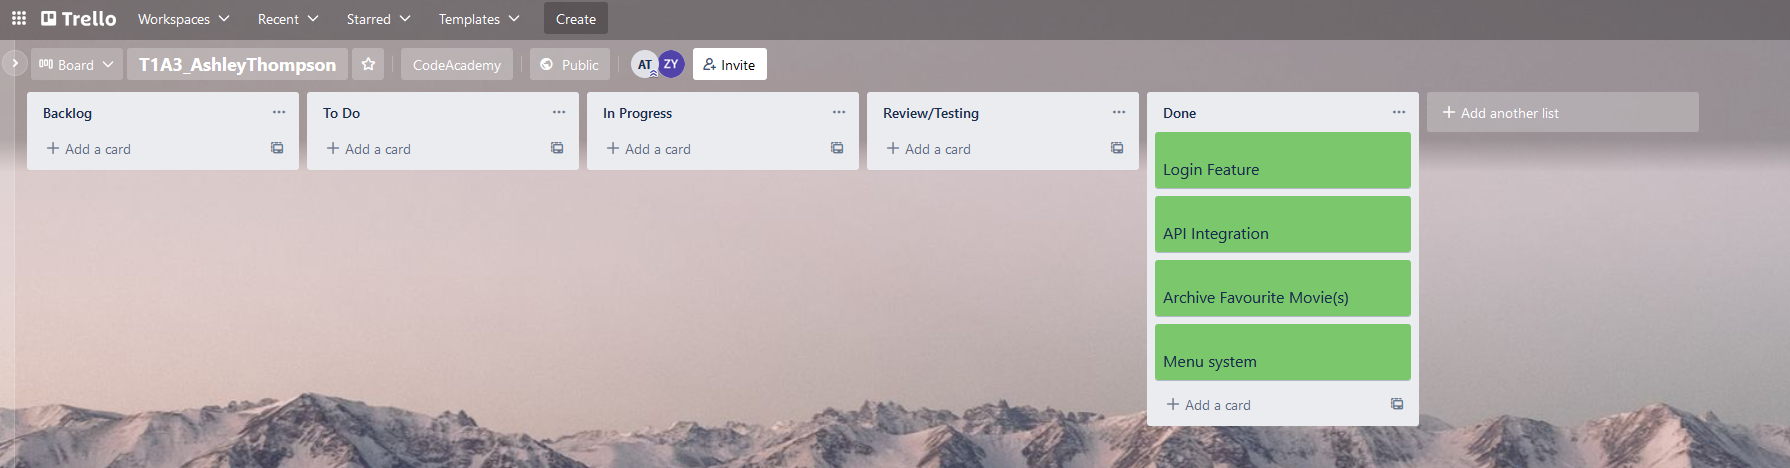 Trello Workspaces Recent Starred Templates Create
Board T1A3_AshleyThompson CodeAcademy Public AT ZY Invite
Backlog To Do In Progress Review/Testing Done + Add another list
+ Add a card + Add a card + Add a card + Add a card
Login Feature
API Integration
Archive Favourite Movie(s)
Menu system
+ Add a card